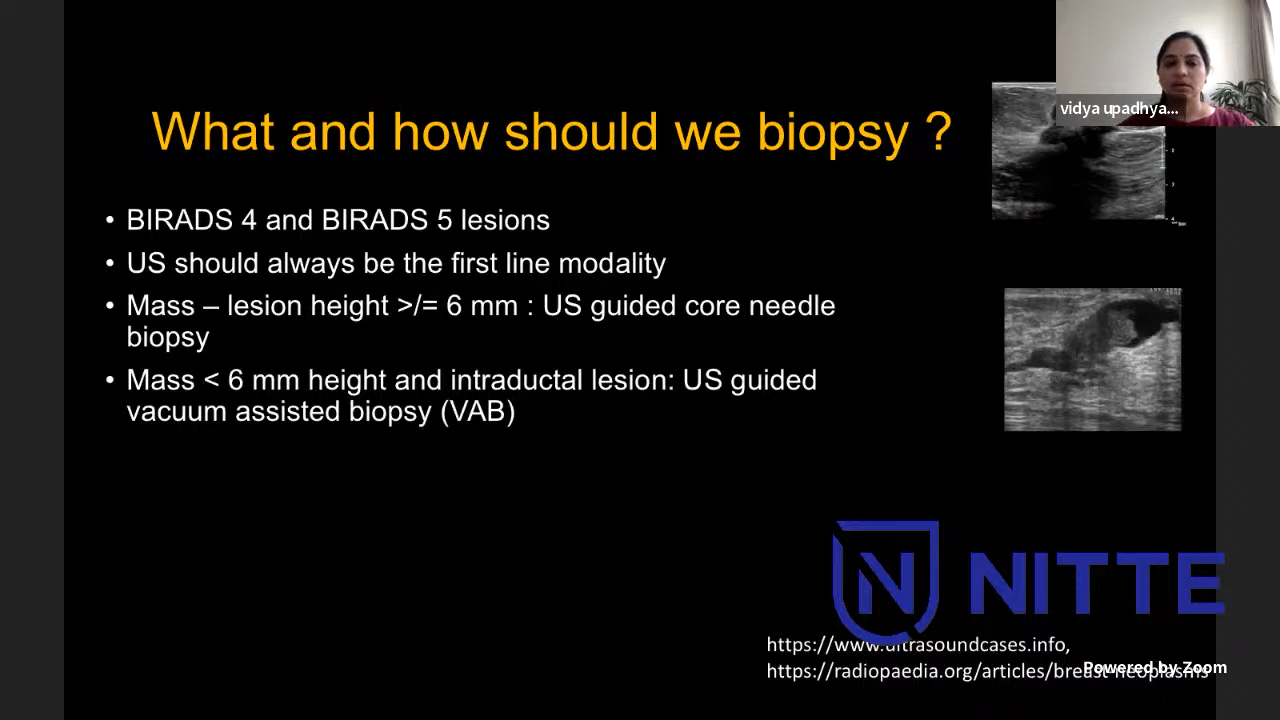 vidya upadhya...
What and how should we biopsy ?
• BIRADS 4 and BIRADS 5 lesions
• US should always be the first line modality
• Mass – lesion height >/= 6 mm : US guided core needle
biopsy
• Mass < 6 mm height and intraductal lesion: US guided
vacuum assisted biopsy (VAB)
N NITTE
https://www.ultrasoundcases.info,
https://radiopaedia.org/articles/breast-neoplasms
Powered by Zoom